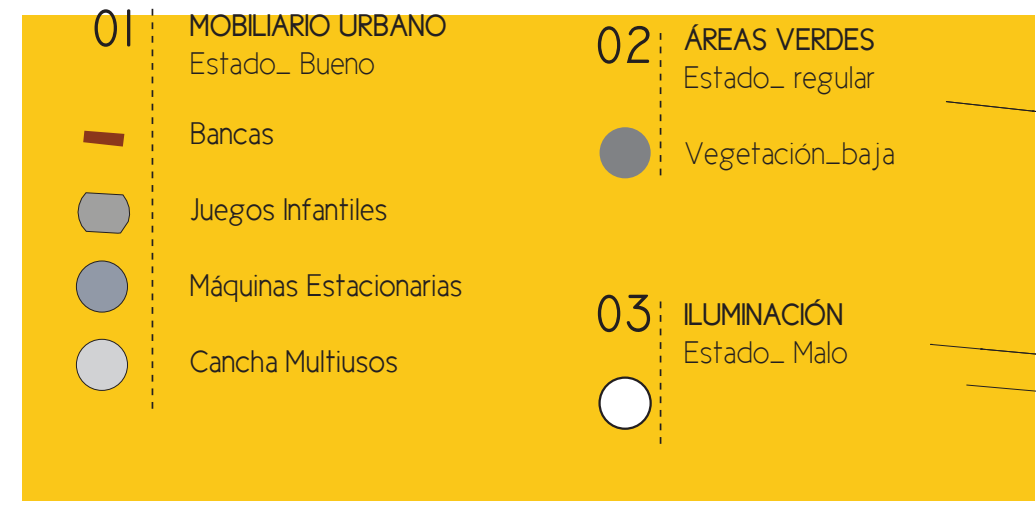 01
MOBILIARIO URBANO
Estado_ Bueno
Bancas
Juegos Infantiles
Máquinas Estacionarias
Cancha Multiusos
02
ÁREAS VERDES
Estado_ regular
Vegetación_baja
03
ILUMINACIÓN
Estado_ Malo